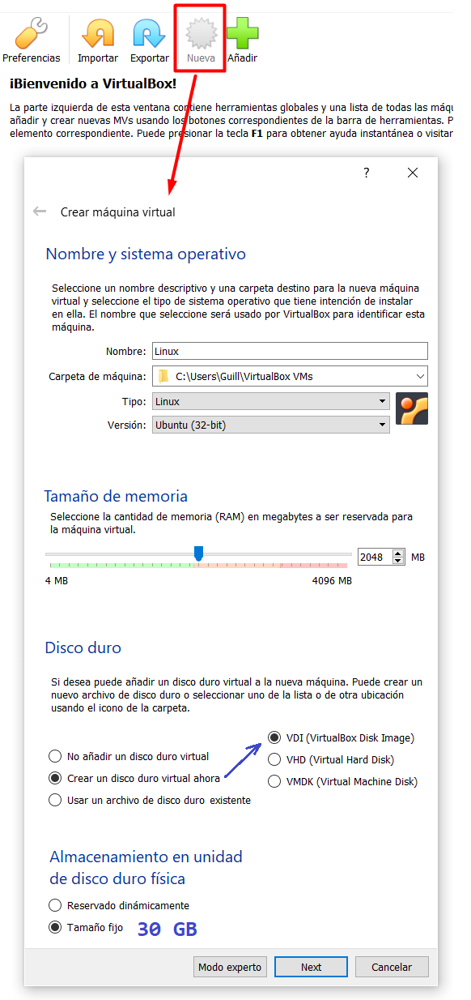 Preferencias Importar Exportar Nueva Añadir
¡Bienvenido a VirtualBox!
La parte izquierda de esta ventana contiene herramientas globales y una lista de todas las máqu
añadir y crear nuevas MVs usando los botones correspondientes de la barra de herramientas. P
elemento correspondiente. Puede presionar la tecla F1 para obtener ayuda instantánea o visitar
?
Crear máquina virtual
Nombre y sistema operativo
Seleccione un nombre descriptivo y una carpeta destino para la nueva máquina
virtual y seleccione el tipo de sistema operativo que tiene intención de instalar
en ella. El nombre que seleccione será usado por VirtualBox para identificar esta
máquina.
Nombre: Linux
Carpeta de máquina: C:\Users\Guill\VirtualBox VMs
Tipo: Linux
Versión: Ubuntu (32-bit)
Tamaño de memoria
Seleccione la cantidad de memoria (RAM) en megabytes a ser reservada para
la máquina virtual.
2048 MB
4 MB 4096 MB
Disco duro
Si desea puede añadir un disco duro virtual a la nueva máquina. Puede crear un
nuevo archivo de disco duro o seleccionar uno de la lista o de otra ubicación
usando el icono de la carpeta.
No añadir un disco duro virtual
Crear un disco duro virtual ahora
Usar un archivo de disco duro existente
VDI (VirtualBox Disk Image)
VHD (Virtual Hard Disk)
VMDK (Virtual Machine Disk)
Almacenamiento en unidad
de disco duro física
Reservado dinámicamente
Tamaño fijo 30 GB
Modo experto Next Cancelar